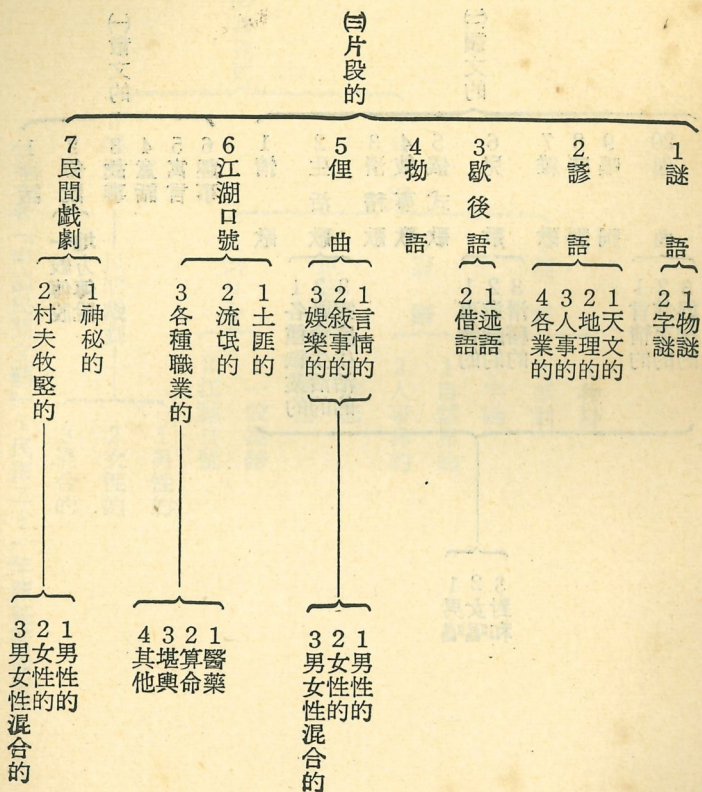 ㈢片段的
1謎語
1物謎
2字謎
2諺語
1天文的
2地理的
3人事的
4各業的
3歇後語
1述語
2借語
4拗語
5俚曲
1言情的
2敘事的
3娛樂的
1男性的
2女性的
3男女性混合的
6江湖口號
1土匪的
2流氓的
3各種職業的
1醫藥
2算命
3堪輿
4其他
7民間戲劇
1神秘的
2村夫牧豎的
1男性的
2女性的
3男女性混合的